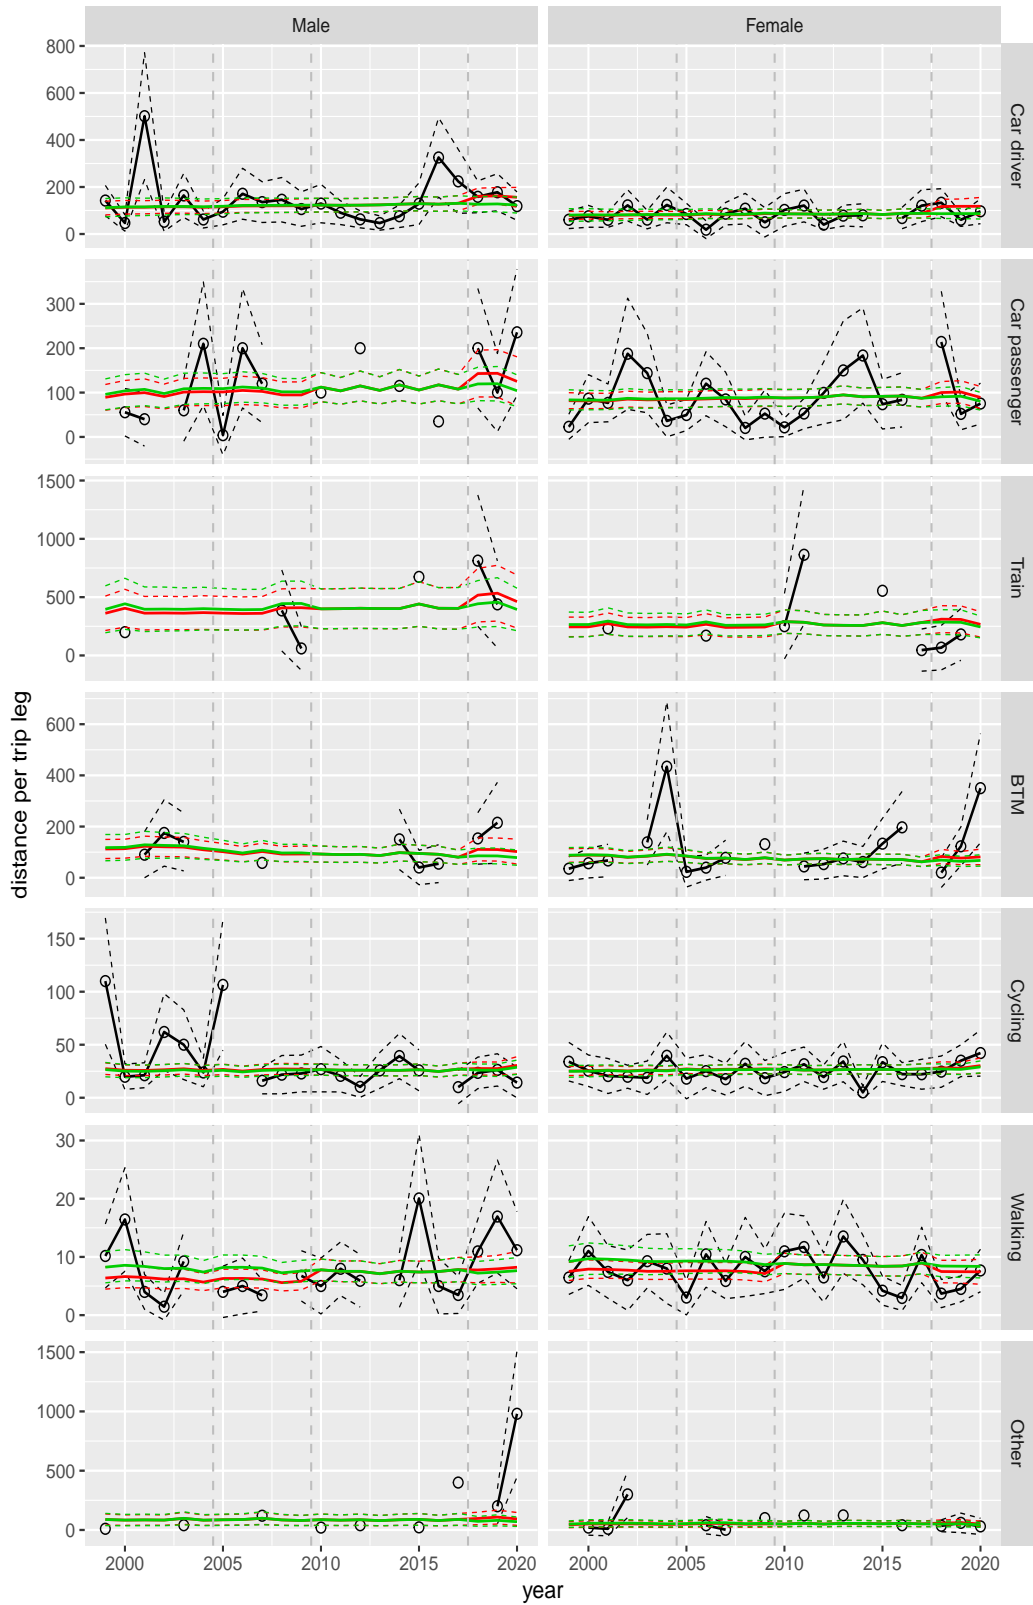 Male Female
800
600
400
200
0
Car driver
300
200
100
0
Car passenger
1500
1000
500
0
Train
distance per trip leg
600
400
200
0
BTM
150
100
50
0
Cycling
30
20
10
0
Walking
1500
1000
500
0
Other
2000 2005 2010 2015 2020 2000 2005 2010 2015 2020
year